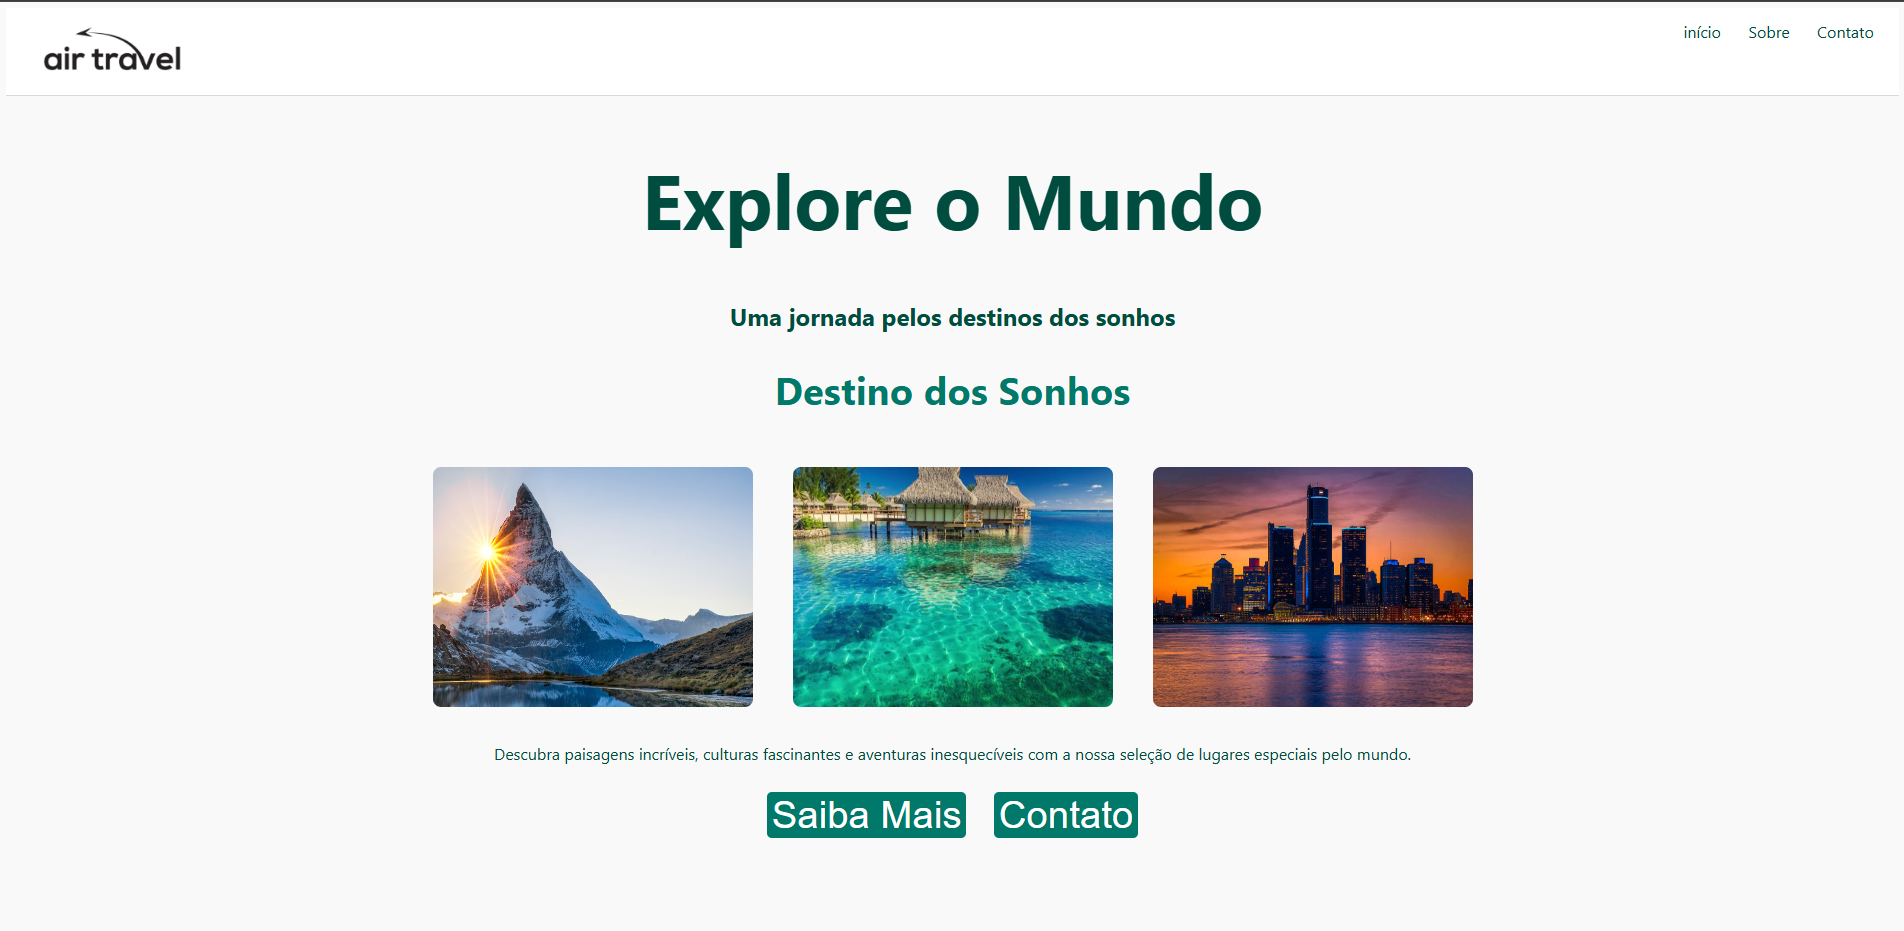 air travel
início Sobre Contato
Explore o Mundo
Uma jornada pelos destinos dos sonhos
Destino dos Sonhos
Descubra paisagens incríveis, culturas fascinantes e aventuras inesquecíveis com a nossa seleção de lugares especiais pelo mundo.
Saiba Mais Contato